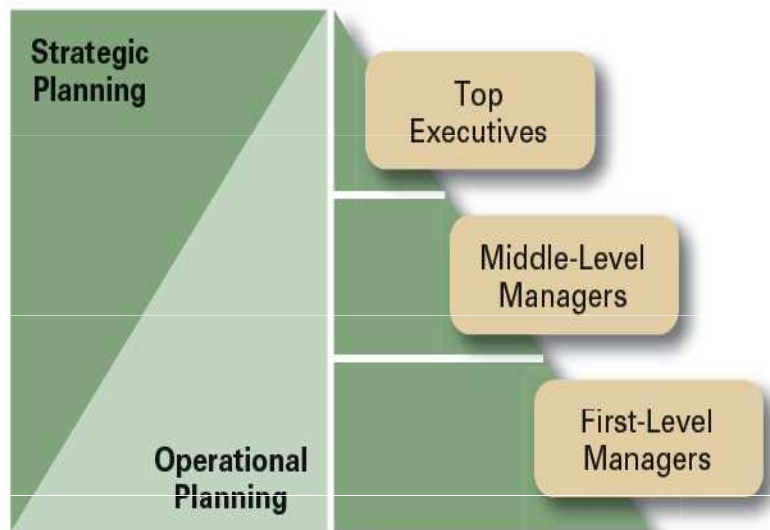 Strategic
Planning
Top
Executives
Middle-Level
Managers
First-Level
Managers
Operational
Planning